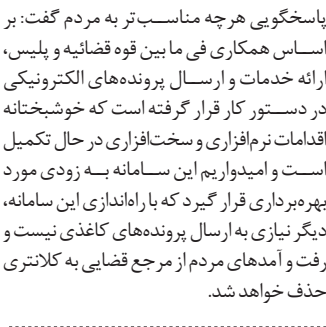 پاسخگویی هرچه مناسب‌تر به مردم گفت: بر
اساس همکاری فی ما بین قوه قضائیه و پلیس،
ارائه خدمات و ارسال پرونده‌های الکترونیکی
در دستور کار قرار گرفته است که خوشبختانه
اقدامات نرم‌افزاری و سخت‌افزاری در حال تکمیل
است و امیدواریم این سامانه به زودی مورد
بهره‌برداری قرار گیرد که با راه‌اندازی این سامانه،
دیگر نیازی به ارسال پرونده‌های کاغذی نیست و
رفت و آمدهای مردم از مرجع قضایی به کلانتری
حذف خواهد شد.